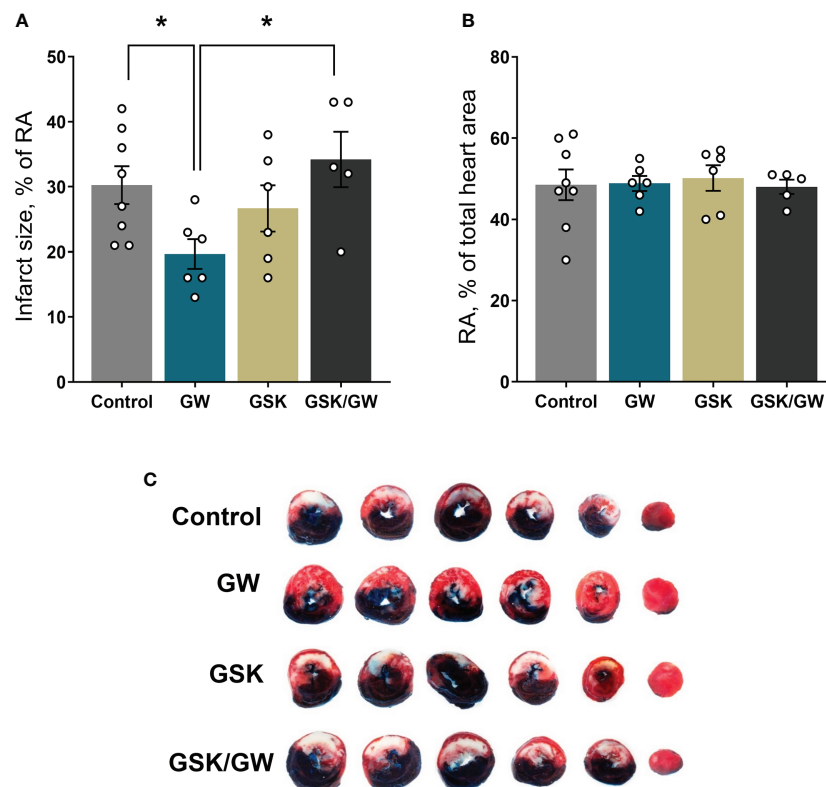 A
B
* *
Infarct size, % of RA
50
40
30
20
10
0
Control GW GSK GSK/GW
RA, % of total heart area
80
60
40
20
0
Control GW GSK GSK/GW
C
Control
GW
GSK
GSK/GW